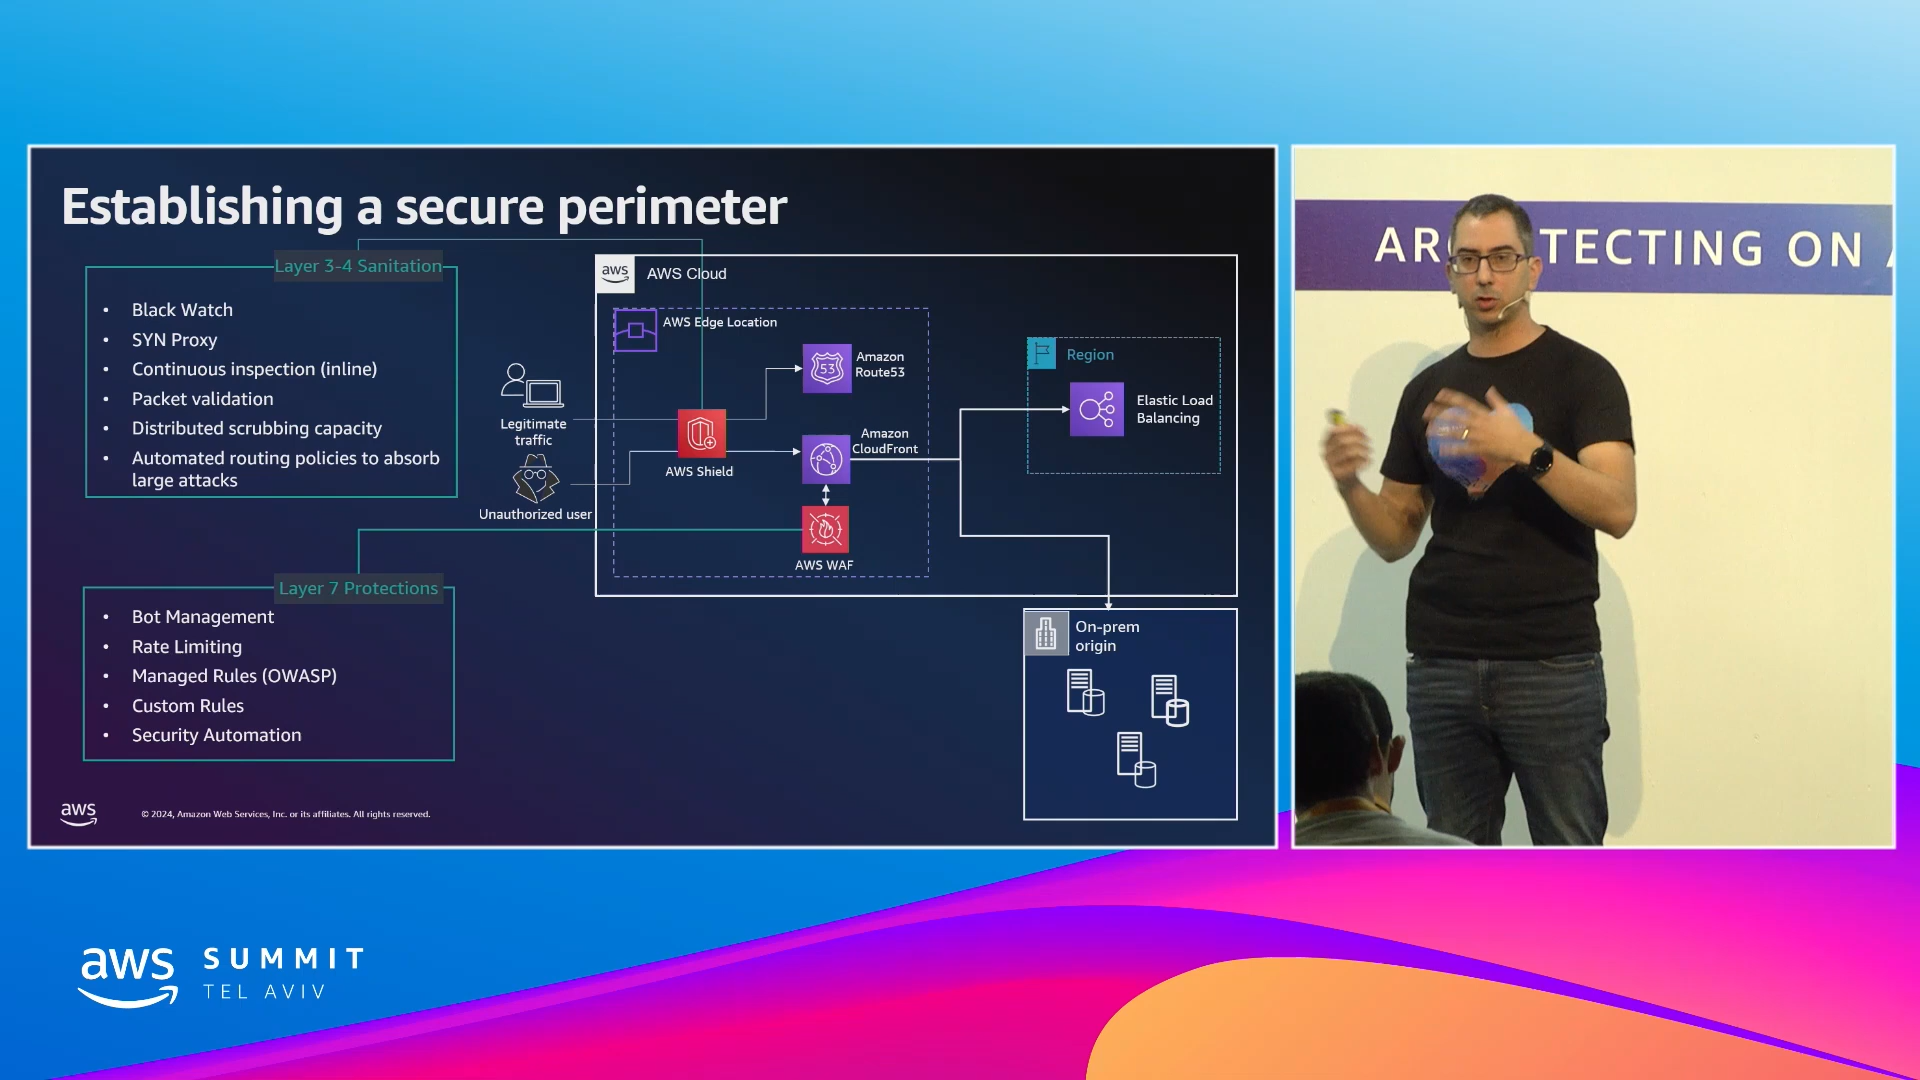 Establishing a secure perimeter
Layer 3-4 Sanitation
• Black Watch
• SYN Proxy
• Continuous inspection (inline)
• Packet validation
• Distributed scrubbing capacity
• Automated routing policies to absorb
large attacks
Layer 7 Protections
• Bot Management
• Rate Limiting
• Managed Rules (OWASP)
• Custom Rules
• Security Automation
Legitimate
traffic
Unauthorized user
aws
AWS Cloud
AWS Edge Location
AWS Shield
53
Amazon
Route53
Amazon
CloudFront
AWS WAF
Region
Elastic Load
Balancing
On-prem
origin
aws
© 2024, Amazon Web Services, Inc. or its affiliates. All rights reserved.
TECTING ON
aws
SUMMIT
TEL AVIV